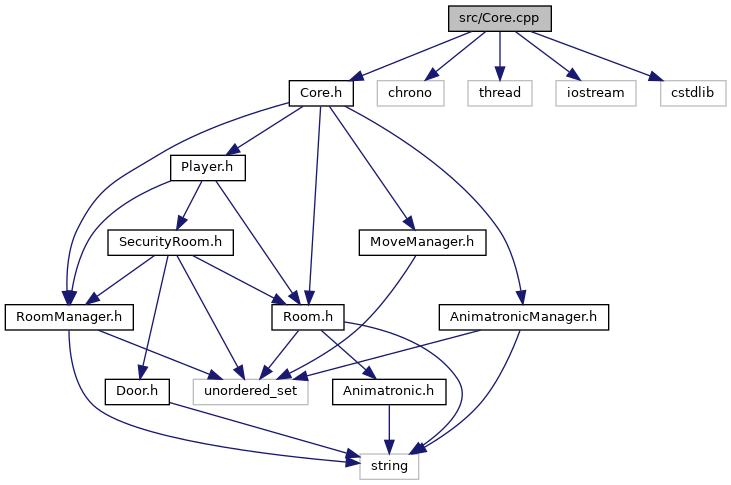 src/Core.cpp
Core.h
chrono
thread
iostream
cstdlib
Player.h
SecurityRoom.h
MoveManager.h
RoomManager.h
Room.h
AnimatronicManager.h
Door.h
unordered_set
Animatronic.h
string